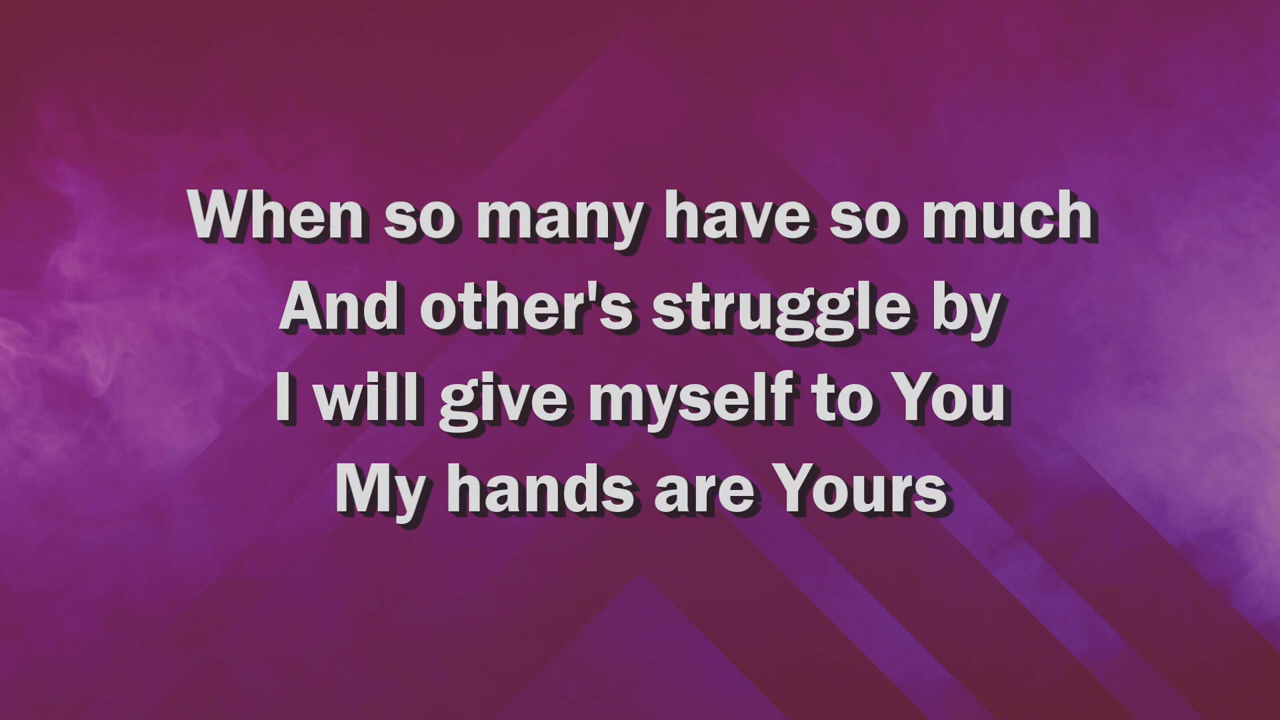 When so many have so much
And other's struggle by
I will give myself to You
My hands are Yours